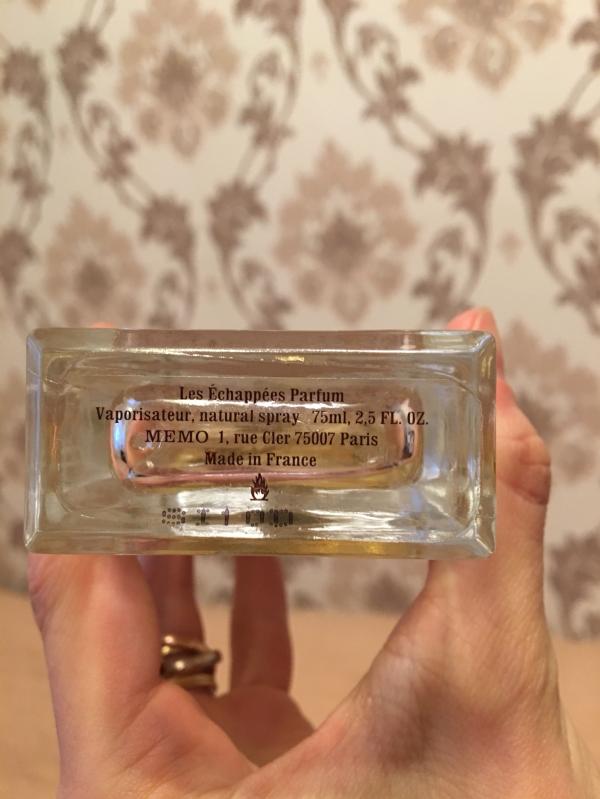 Les Échappées Parfum
Vaporisateur, natural spray 75ml, 2,5 FL. OZ.
MEMO 1, rue Cler 75007 Paris
Made in France